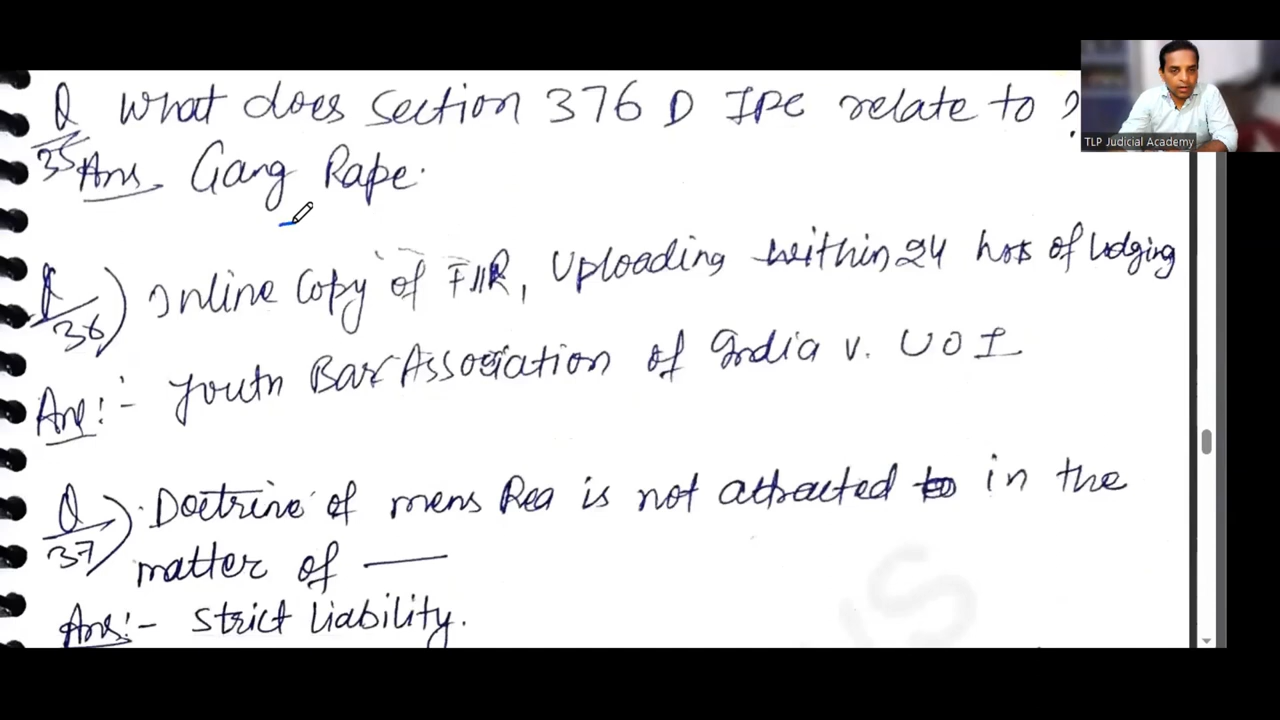 Q What does section 376 D IPC relate to ?
35 Ans. Gang Rape.
Q 36) Online Copy of FIR, Uploading within 24 hrs of lodging
Ans:- Youth Bar Association of India v. UOI
Q 37) Doctrine of mens Rea is not attracted to in the
matter of ——
Ans:- Strict liability.
TLP Judicial Academy